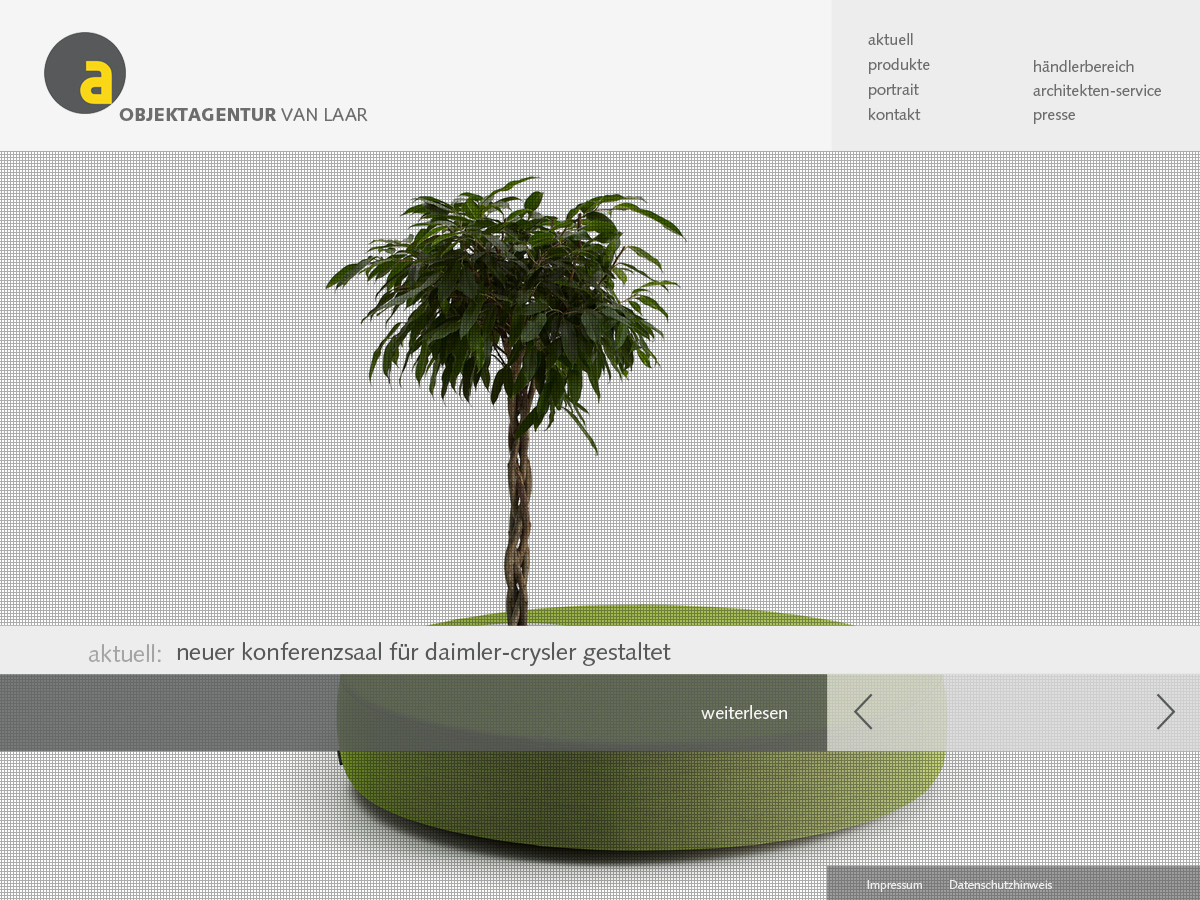 a
OBJEKTAGENTUR VAN LAAR
aktuell
produkte
portrait
kontakt
händlerbereich
architekten-service
presse
aktuell: neuer konferenzsaal für daimler-crysler gestaltet
weiterlesen
Impressum Datenschutzhinweis